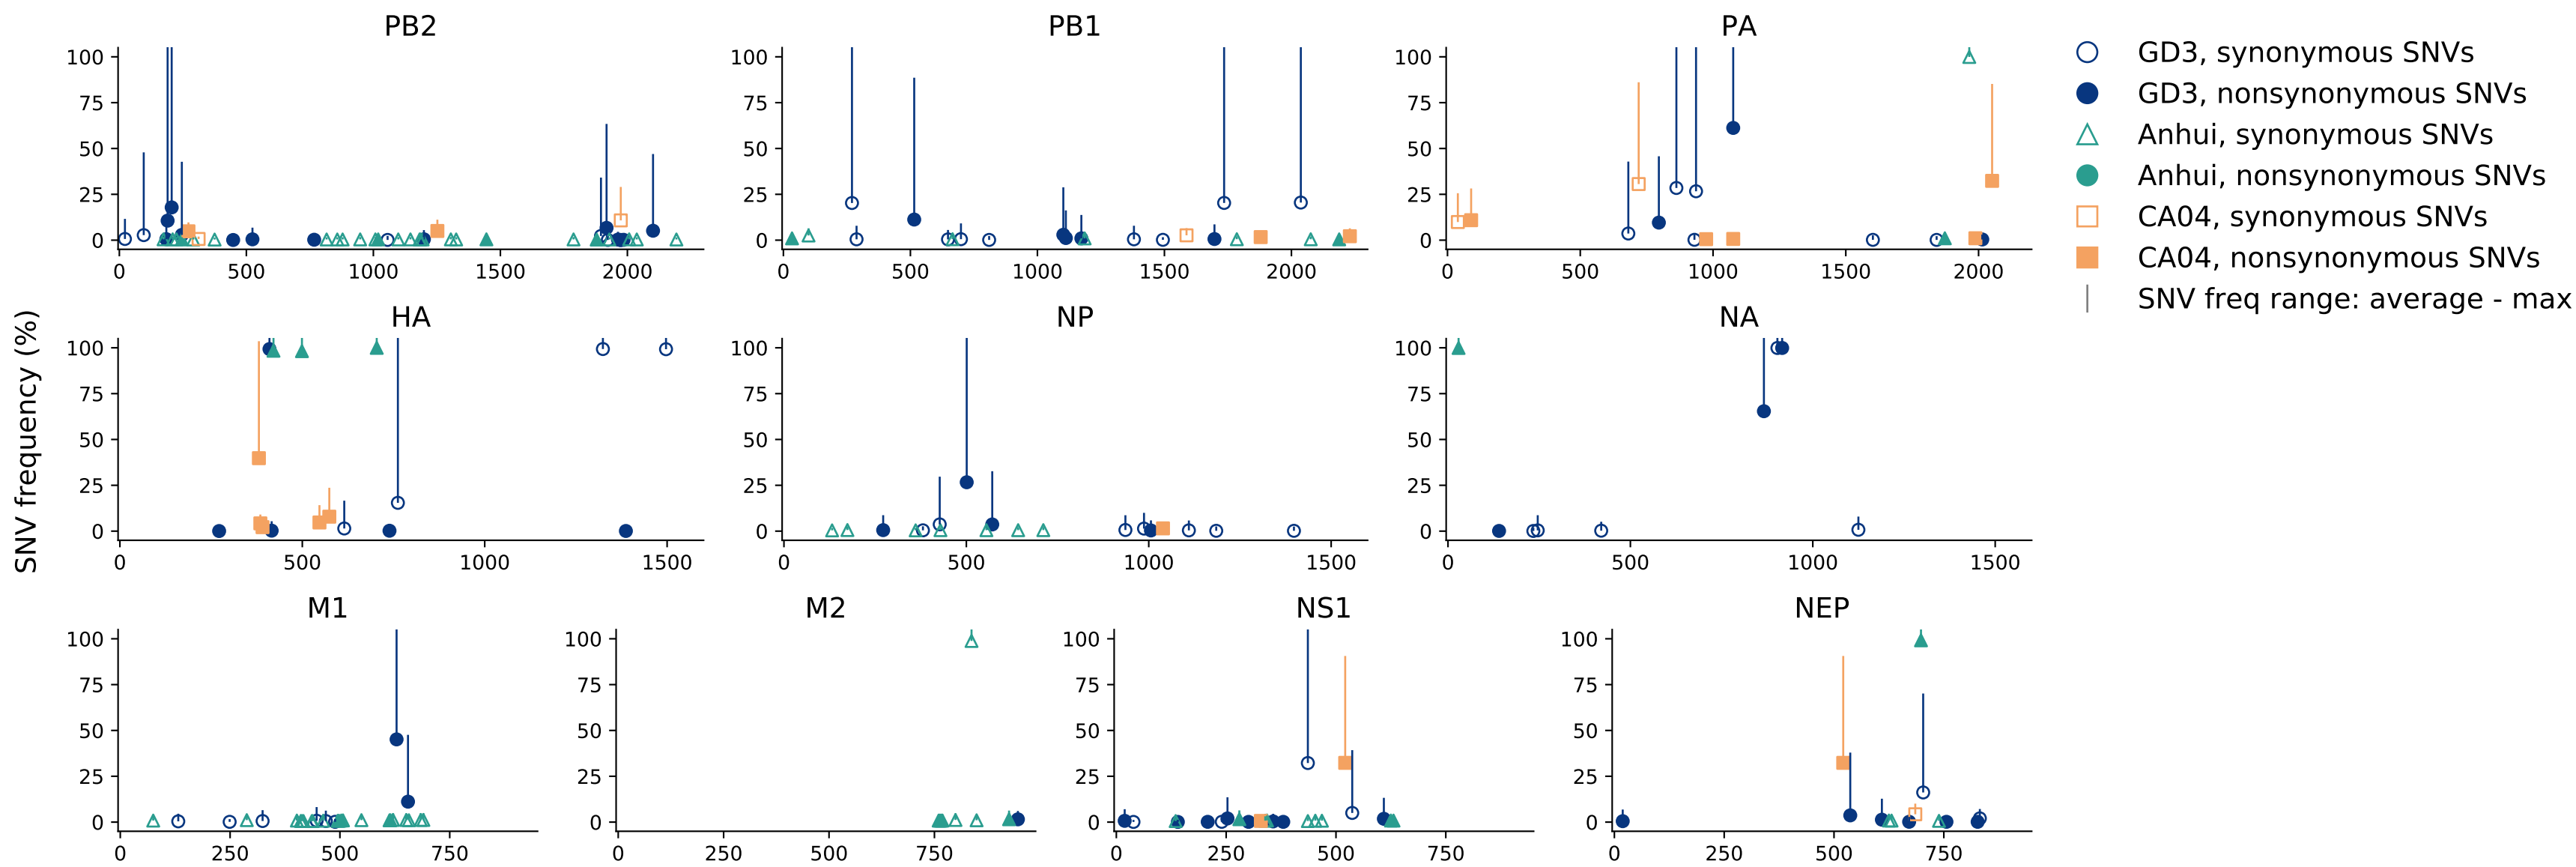 PB2
100
75
50
25
0
0 500 1000 1500 2000
PB1
100
75
50
25
0
0 500 1000 1500 2000
PA
100
75
50
25
0
0 500 1000 1500 2000
GD3, synonymous SNVs
GD3, nonsynonymous SNVs
Anhui, synonymous SNVs
Anhui, nonsynonymous SNVs
CA04, synonymous SNVs
CA04, nonsynonymous SNVs
SNV freq range: average - max
SNV frequency (%)
HA
100
75
50
25
0
0 500 1000 1500
NP
100
75
50
25
0
0 500 1000 1500
NA
100
75
50
25
0
0 500 1000 1500
M1
100
75
50
25
0
0 250 500 750
M2
100
75
50
25
0
0 250 500 750
NS1
100
75
50
25
0
0 250 500 750
NEP
100
75
50
25
0
0 250 500 750